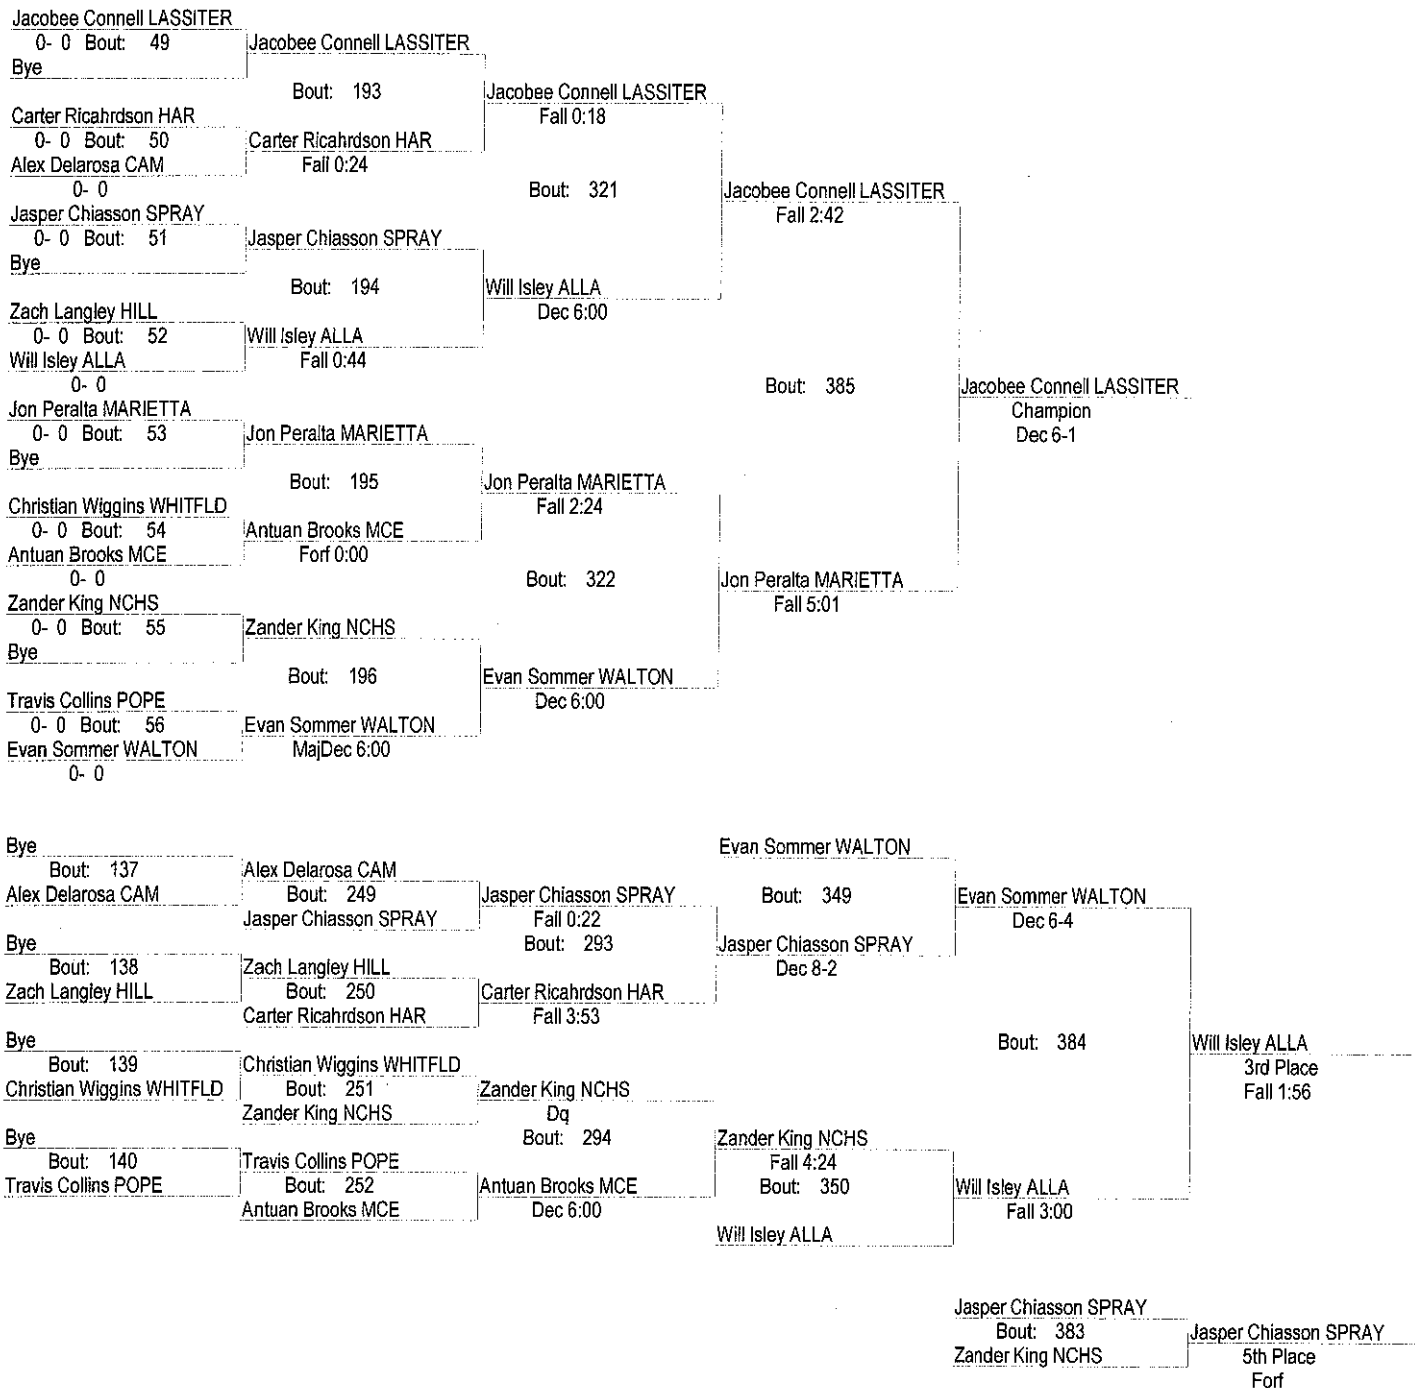 Jacobee Connell LASSITER
0- 0 Bout: 49
Bye
Jacobee Connell LASSITER
Bout: 193
Carter Ricahrdson HAR
0- 0 Bout: 50
Alex Delarosa CAM
0- 0
Carter Ricahrdson HAR
Fall 0:24
Jacobee Connell LASSITER
Fall 0:18
Bout: 321
Jasper Chiasson SPRAY
0- 0 Bout: 51
Bye
Jasper Chiasson SPRAY
Bout: 194
Zach Langley HILL
0- 0 Bout: 52
Will Isley ALLA
0- 0
Will Isley ALLA
Fall 0:44
Will Isley ALLA
Dec 6:00
Jacobee Connell LASSITER
Fall 2:42
Bout: 385
Jacobee Connell LASSITER
Champion
Dec 6-1
Jon Peralta MARIETTA
0- 0 Bout: 53
Bye
Jon Peralta MARIETTA
Bout: 195
Christian Wiggins WHITFLD
0- 0 Bout: 54
Antuan Brooks MCE
0- 0
Antuan Brooks MCE
Forf 0:00
Jon Peralta MARIETTA
Fall 2:24
Bout: 322
Jon Peralta MARIETTA
Fall 5:01
Zander King NCHS
0- 0 Bout: 55
Bye
Zander King NCHS
Bout: 196
Travis Collins POPE
0- 0 Bout: 56
Evan Sommer WALTON
0- 0
Evan Sommer WALTON
MajDec 6:00
Evan Sommer WALTON
Dec 6:00
Bye
Bout: 137
Alex Delarosa CAM
Alex Delarosa CAM
Bout: 249
Jasper Chiasson SPRAY
Jasper Chiasson SPRAY
Fall 0:22
Bout: 293
Bye
Bout: 138
Zach Langley HILL
Zach Langley HILL
Bout: 250
Carter Ricahrdson HAR
Carter Ricahrdson HAR
Fall 3:53
Evan Sommer WALTON
Bout: 349
Jasper Chiasson SPRAY
Dec 8-2
Evan Sommer WALTON
Dec 6-4
Bout: 384
Will Isley ALLA
3rd Place
Fall 1:56
Bye
Bout: 139
Christian Wiggins WHITFLD
Christian Wiggins WHITFLD
Bout: 251
Zander King NCHS
Zander King NCHS
Dq
Bout: 294
Bye
Bout: 140
Travis Collins POPE
Travis Collins POPE
Bout: 252
Antuan Brooks MCE
Antuan Brooks MCE
Dec 6:00
Zander King NCHS
Fall 4:24
Bout: 350
Will Isley ALLA
Will Isley ALLA
Fall 3:00
Jasper Chiasson SPRAY
Bout: 383
Zander King NCHS
Jasper Chiasson SPRAY
5th Place
Forf